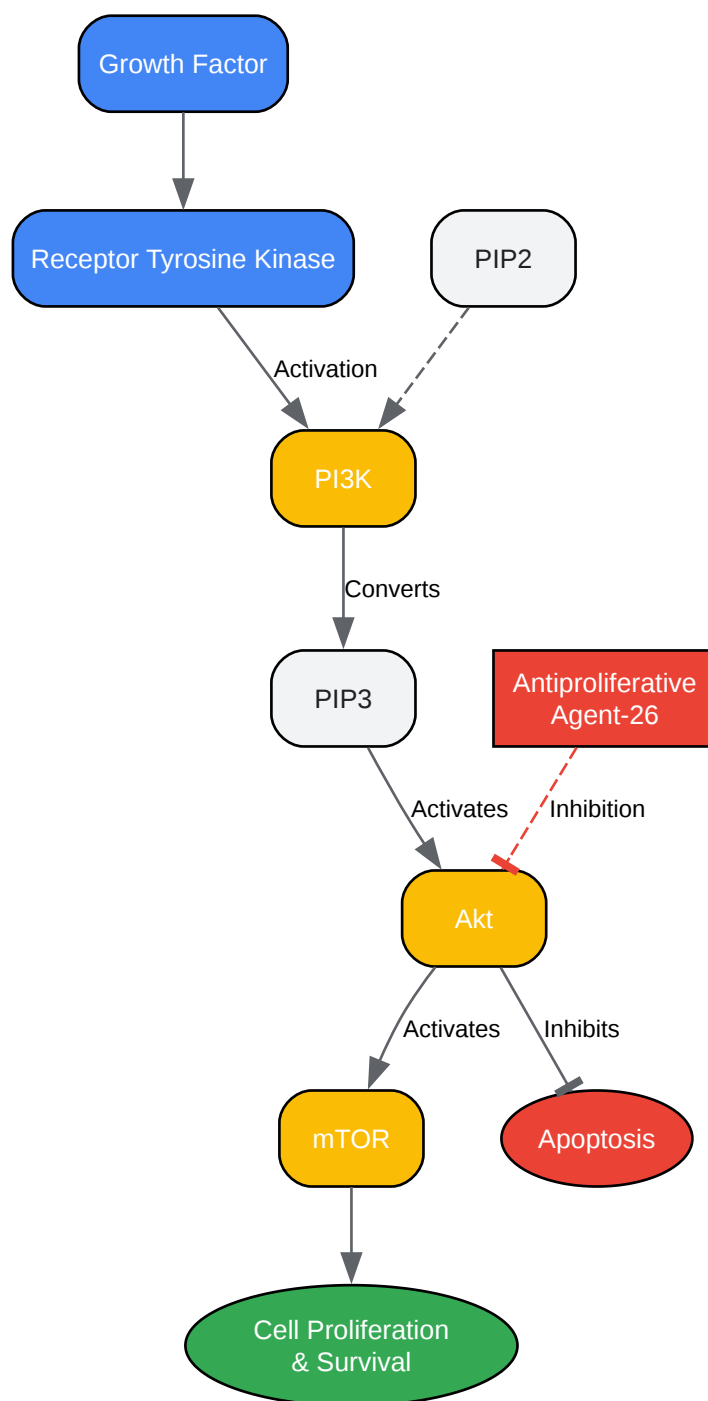 Growth Factor
Receptor Tyrosine Kinase
PIP2
Activation
PI3K
Converts
PIP3
Antiproliferative
Agent-26
Activates
Inhibition
Akt
Activates
Inhibits
mTOR
Apoptosis
Cell Proliferation
& Survival